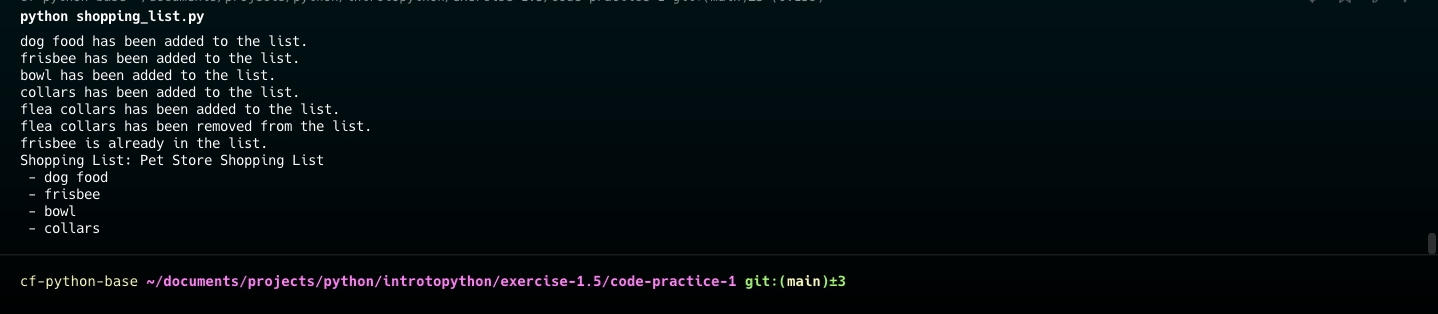 python shopping_list.py
dog food has been added to the list.
frisbee has been added to the list.
bowl has been added to the list.
collars has been added to the list.
flea collars has been added to the list.
flea collars has been removed from the list.
frisbee is already in the list.
Shopping List: Pet Store Shopping List
- dog food
- frisbee
- bowl
- collars
cf-python-base ~/documents/projects/python/introtopython/exercise-1.5/code-practice-1 git:(main)±3